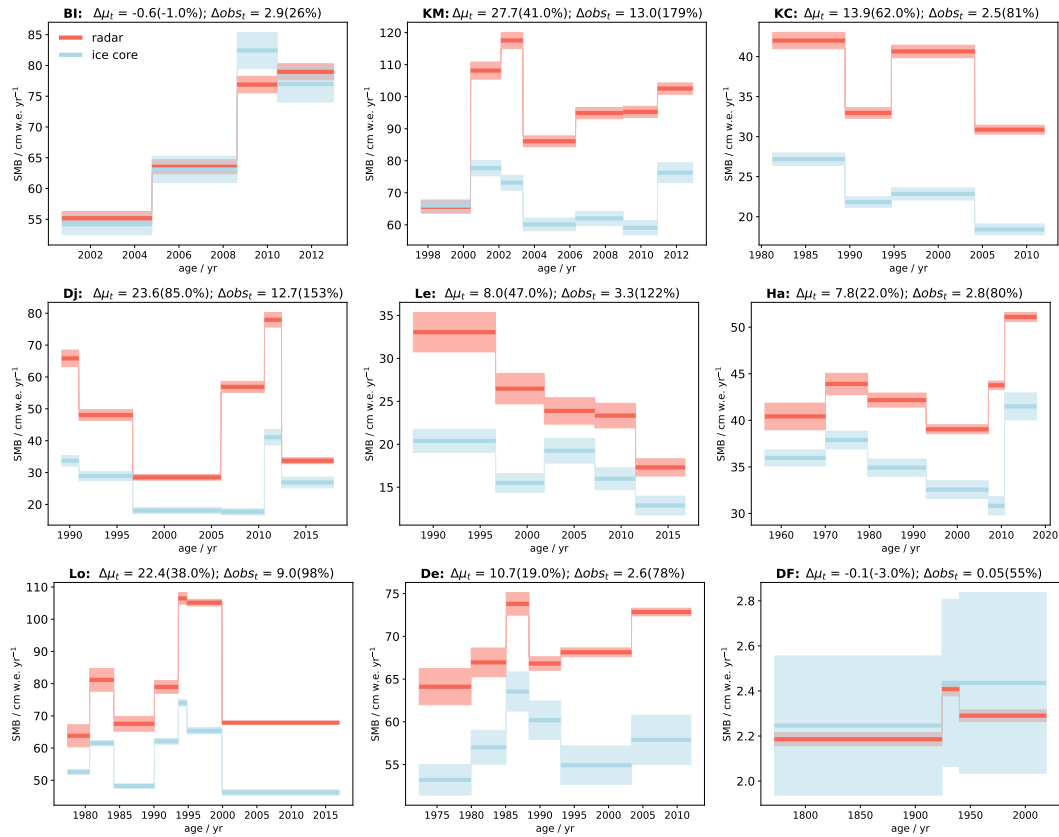 BI: Δμt = -0.6(-1.0%); Δobst = 2.9(26%)
radar
ice core
SMB / cm w.e. yr⁻¹
85
80
75
70
65
60
55
2002 2004 2006 2008 2010 2012
age / yr
KM: Δμt = 27.7(41.0%); Δobst = 13.0(179%)
SMB / cm w.e. yr⁻¹
120
110
100
90
80
70
60
1998 2000 2002 2004 2006 2008 2010 2012
age / yr
KC: Δμt = 13.9(62.0%); Δobst = 2.5(81%)
SMB / cm w.e. yr⁻¹
40
35
30
25
20
1980 1985 1990 1995 2000 2005 2010
age / yr
Dj: Δμt = 23.6(85.0%); Δobst = 12.7(153%)
SMB / cm w.e. yr⁻¹
80
70
60
50
40
30
20
1990 1995 2000 2005 2010 2015
age / yr
Le: Δμt = 8.0(47.0%); Δobst = 3.3(122%)
SMB / cm w.e. yr⁻¹
35
30
25
20
15
1990 1995 2000 2005 2010 2015
age / yr
Ha: Δμt = 7.8(22.0%); Δobst = 2.8(80%)
SMB / cm w.e. yr⁻¹
50
45
40
35
30
1960 1970 1980 1990 2000 2010 2020
age / yr
Lo: Δμt = 22.4(38.0%); Δobst = 9.0(98%)
SMB / cm w.e. yr⁻¹
110
100
90
80
70
60
50
1980 1985 1990 1995 2000 2005 2010 2015
age / yr
De: Δμt = 10.7(19.0%); Δobst = 2.6(78%)
SMB / cm w.e. yr⁻¹
75
70
65
60
55
1975 1980 1985 1990 1995 2000 2005 2010
age / yr
DF: Δμt = -0.1(-3.0%); Δobst = 0.05(55%)
SMB / cm w.e. yr⁻¹
2.8
2.6
2.4
2.2
2.0
1800 1850 1900 1950 2000
age / yr